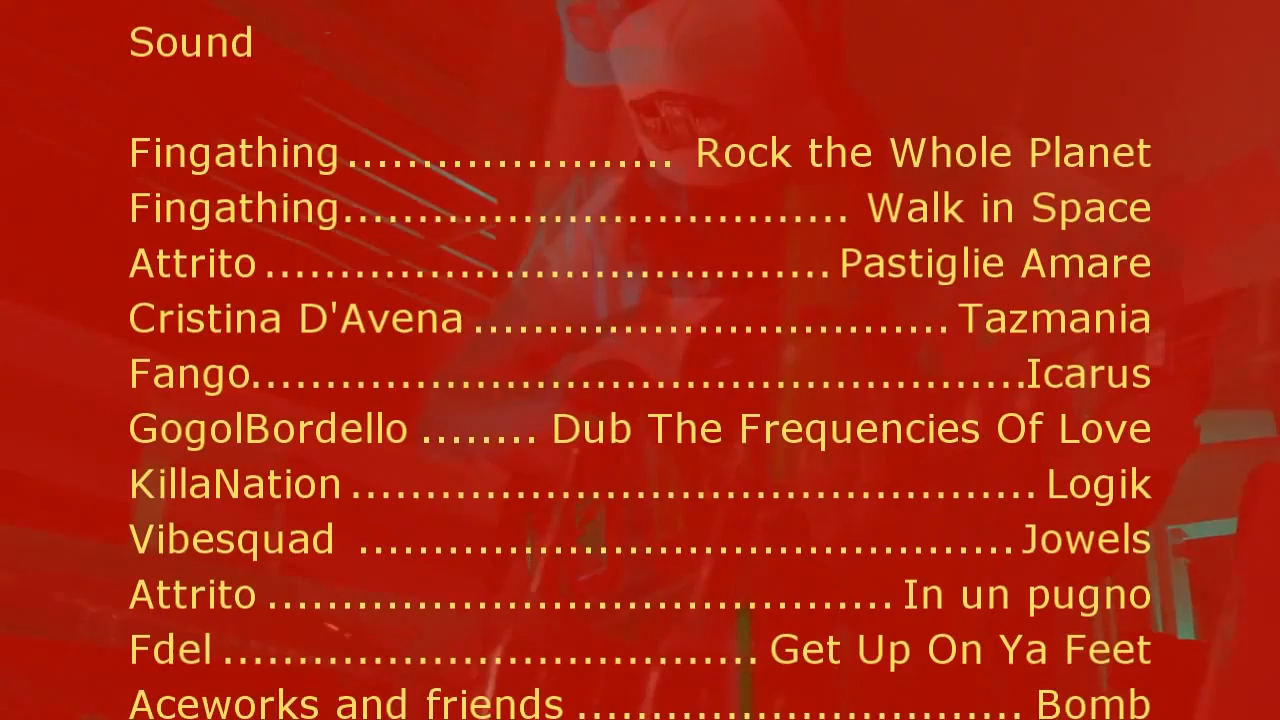 Sound
Fingathing...................... Rock the Whole Planet
Fingathing.................................. Walk in Space
Attrito ...................................... Pastiglie Amare
Cristina D'Avena ................................ Tazmania
Fango....................................................Icarus
GogolBordello ........ Dub The Frequencies Of Love
KillaNation .............................................. Logik
Vibesquad ............................................ Jowels
Attrito .......................................... In un pugno
Fdel .................................... Get Up On Ya Feet
Aceworks and friends .............................. Bomb